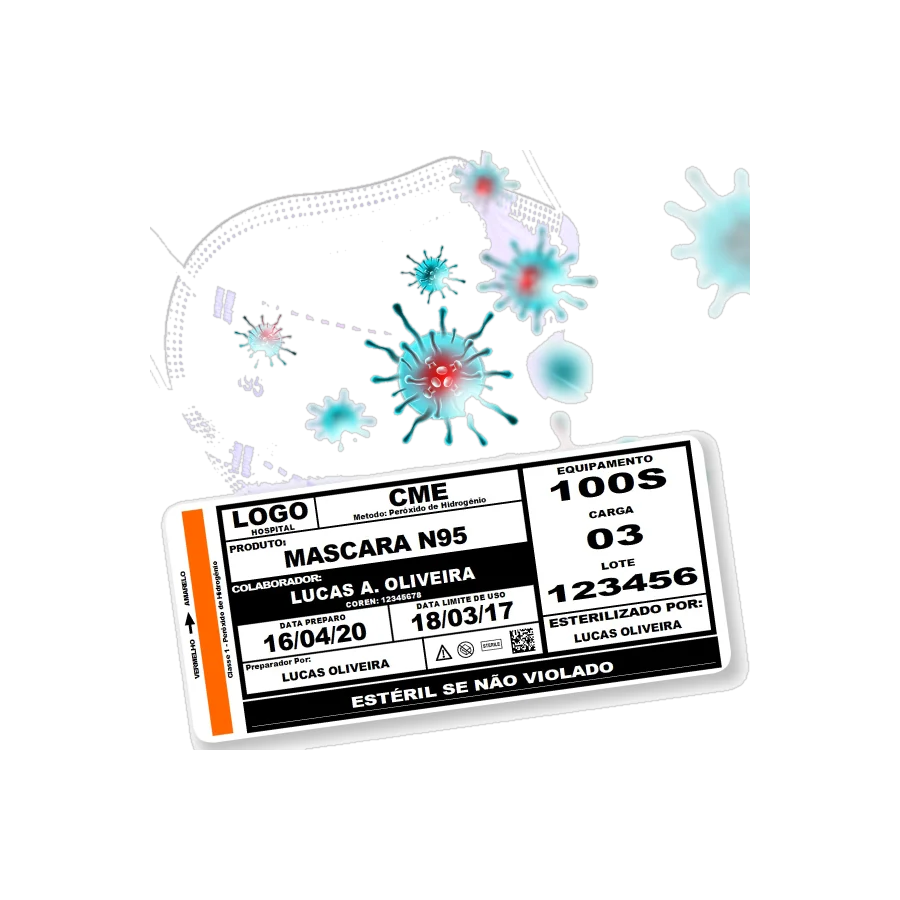 LOGO
HOSPITAL
CME
Metodo: Peróxido de Hidrogênio
PRODUTO:
MASCARA N95
COLABORADOR:
LUCAS A. OLIVEIRA
COREN: 12345678
DATA PREPARO
16/04/20
DATA LIMITE DE USO
18/03/17
Preparador Por:
LUCAS OLIVEIRA
STERILE
EQUIPAMENTO
100S
CARGA
03
LOTE
123456
ESTERILIZADO POR:
LUCAS OLIVEIRA
ESTÉRIL SE NÃO VIOLADO
VERMELHO
AMARELO
Classe 1 - Peróxido de Hidrogênio